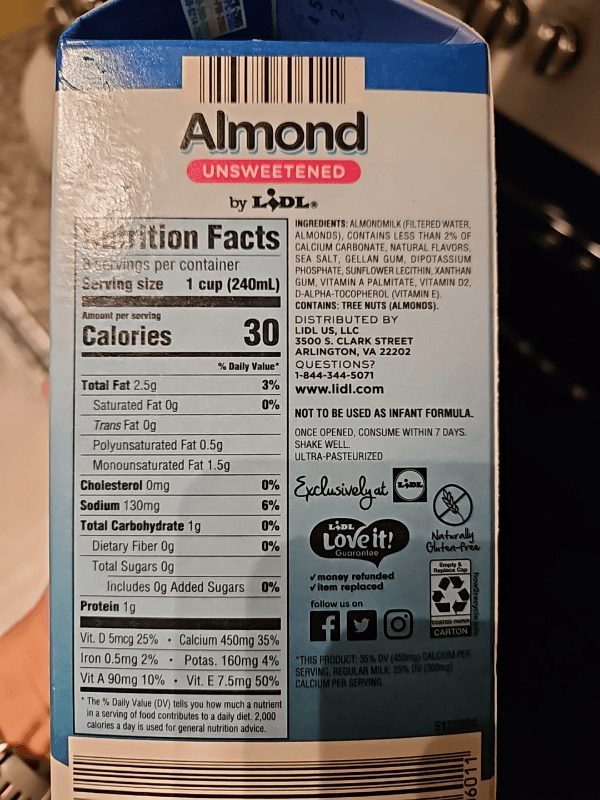 Almond
UNSWEETENED
by LIDL®
Nutrition Facts
8 servings per container
Serving size 1 cup (240mL)
Amount per serving
Calories 30
% Daily Value*
Total Fat 2.5g 3%
Saturated Fat 0g 0%
Trans Fat 0g
Polyunsaturated Fat 0.5g
Monounsaturated Fat 1.5g
Cholesterol 0mg 0%
Sodium 130mg 6%
Total Carbohydrate 1g 0%
Dietary Fiber 0g 0%
Total Sugars 0g
Includes 0g Added Sugars 0%
Protein 1g
Vit. D 5mcg 25% • Calcium 450mg 35%
Iron 0.5mg 2% • Potas. 160mg 4%
Vit A 90mg 10% • Vit. E 7.5mg 50%
* The % Daily Value (DV) tells you how much a nutrient
in a serving of food contributes to a daily diet. 2,000
calories a day is used for general nutrition advice.
INGREDIENTS: ALMONDMILK (FILTERED WATER,
ALMONDS), CONTAINS LESS THAN 2% OF
CALCIUM CARBONATE, NATURAL FLAVORS,
SEA SALT, GELLAN GUM, DIPOTASSIUM
PHOSPHATE, SUNFLOWER LECITHIN, XANTHAN
GUM, VITAMIN A PALMITATE, VITAMIN D2,
D-ALPHA-TOCOPHEROL (VITAMIN E).
CONTAINS: TREE NUTS (ALMONDS).
DISTRIBUTED BY
LIDL US, LLC
3500 S. CLARK STREET
ARLINGTON, VA 22202
QUESTIONS?
1-844-344-5071
www.lidl.com
NOT TO BE USED AS INFANT FORMULA.
ONCE OPENED, CONSUME WITHIN 7 DAYS.
SHAKE WELL.
ULTRA-PASTEURIZED
Exclusively at LIDL
LIDL
Love it!
Guarantee
✓money refunded
✓item replaced
follow us on
Naturally
Gluten-free
Empty &
Replace Cap
COATED PAPER
CARTON
how2recycle.info
*THIS PRODUCT: 35% DV (450mg) CALCIUM PER
SERVING. REGULAR MILK: 25% DV (300mg)
CALCIUM PER SERVING.
6011